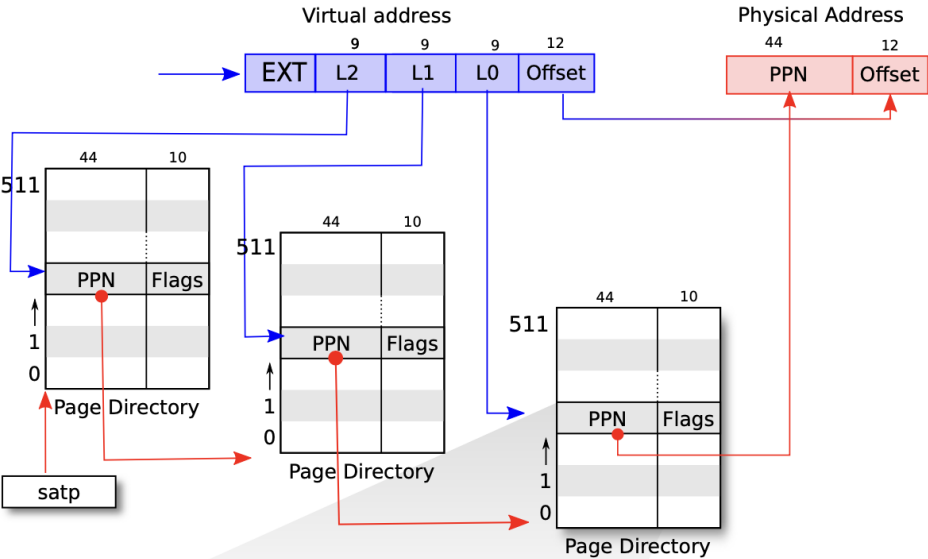 Virtual address
Physical Address
9 9 9 12
44 12
EXT L2 L1 L0 Offset
PPN Offset
44 10
511
PPN Flags
1
0
Page Directory
satp
44 10
511
PPN Flags
1
0
Page Directory
44 10
511
PPN Flags
1
0
Page Directory